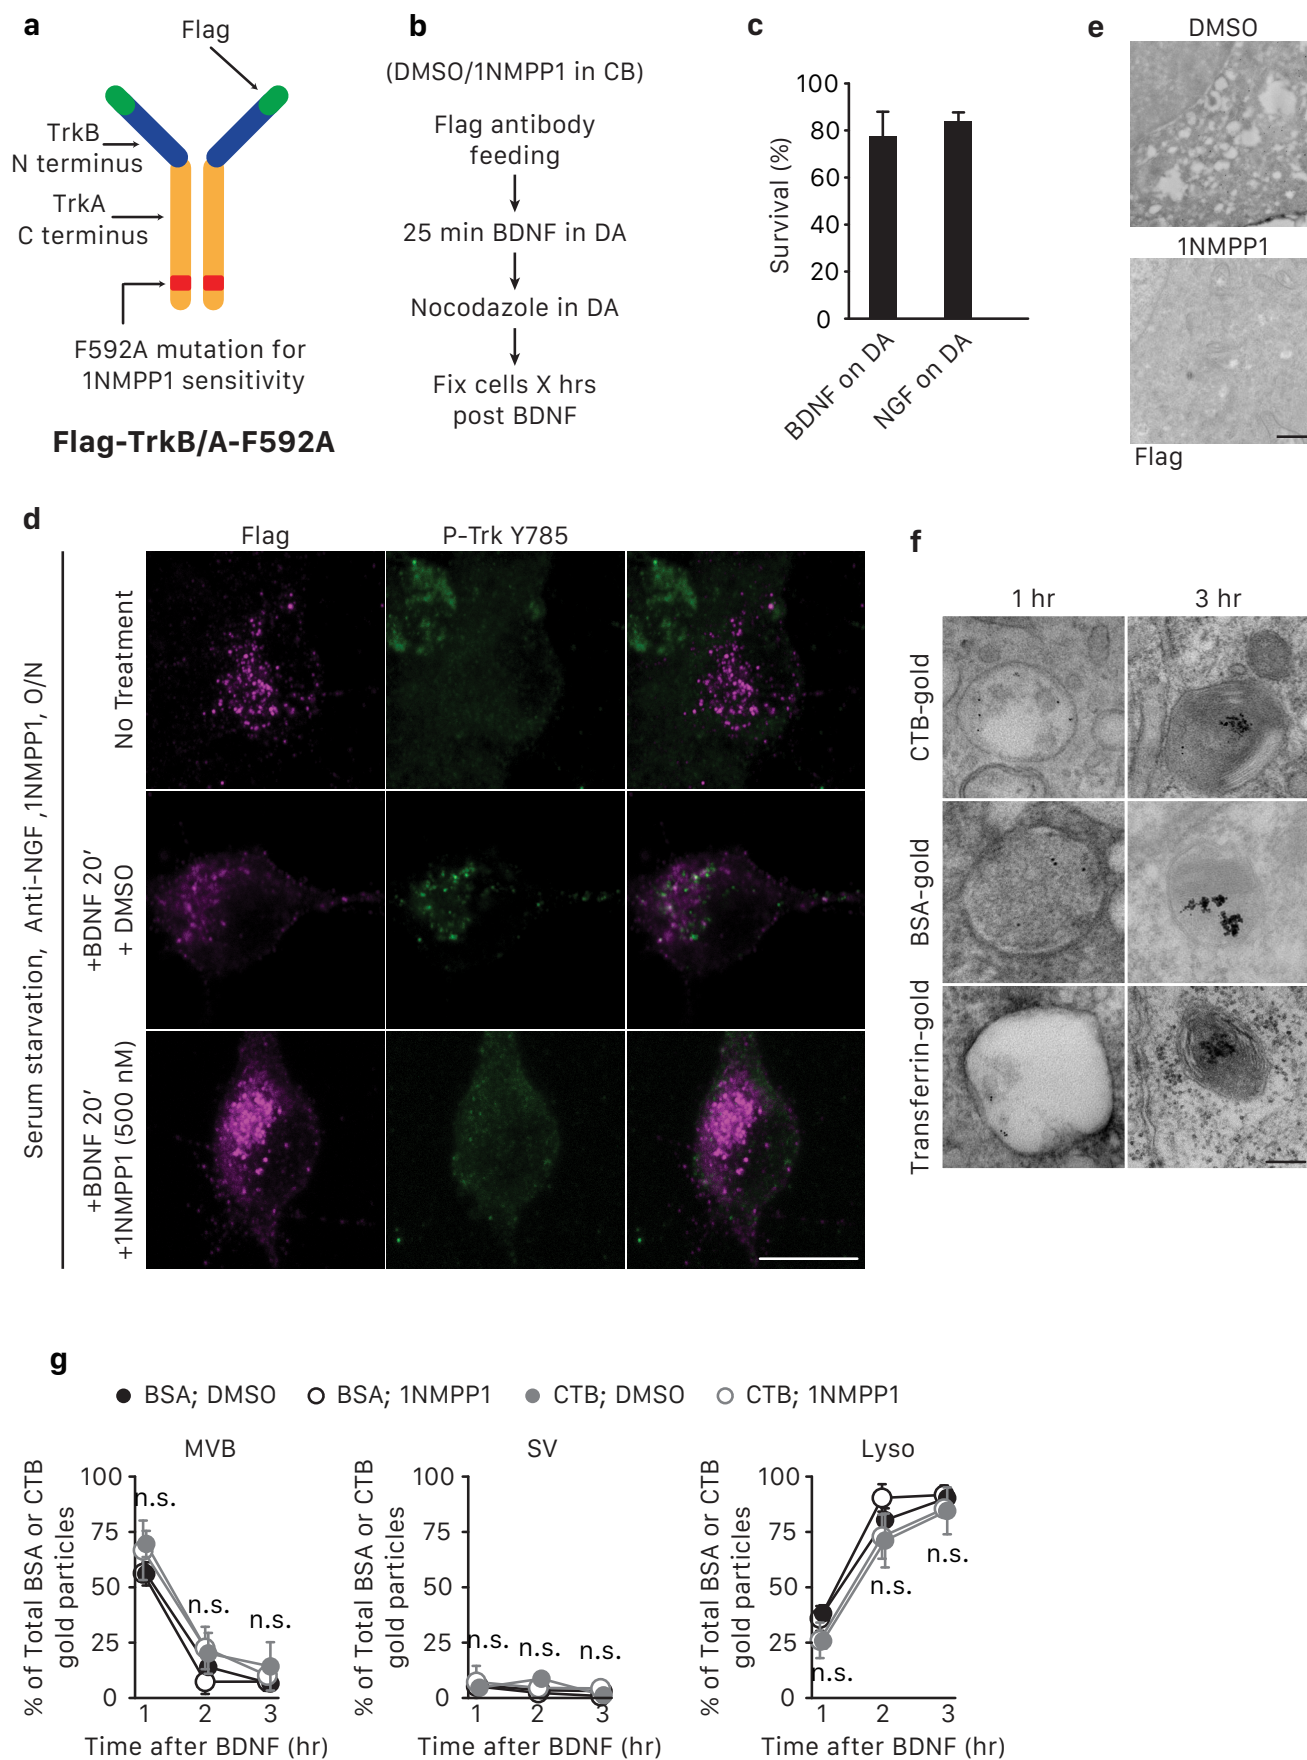 a
Flag
TrkB
N terminus
TrkA
C terminus
F592A mutation for
1NMPP1 sensitivity
Flag-TrkB/A-F592A
b
(DMSO/1NMPP1 in CB)
Flag antibody
feeding
25 min BDNF in DA
Nocodazole in DA
Fix cells X hrs
post BDNF
c
Survival (%)
100
80
60
40
20
0
BDNF on DA
NGF on DA
e
DMSO
1NMPP1
Flag
d
Flag
P-Trk Y785
Serum starvation, Anti-NGF ,1NMPP1, O/N
No Treatment
+BDNF 20′
+ DMSO
+BDNF 20′
+1NMPP1 (500 nM)
f
1 hr
3 hr
CTB-gold
BSA-gold
Transferrin-gold
g
BSA; DMSO
BSA; 1NMPP1
CTB; DMSO
CTB; 1NMPP1
MVB
% of Total BSA or CTB
gold particles
100
75
50
25
0
n.s.
n.s.
n.s.
1 2 3
Time after BDNF (hr)
SV
% of Total BSA or CTB
gold particles
100
75
50
25
0
n.s.
n.s.
n.s.
1 2 3
Time after BDNF (hr)
Lyso
% of Total BSA or CTB
gold particles
100
75
50
25
0
n.s.
n.s.
n.s.
1 2 3
Time after BDNF (hr)